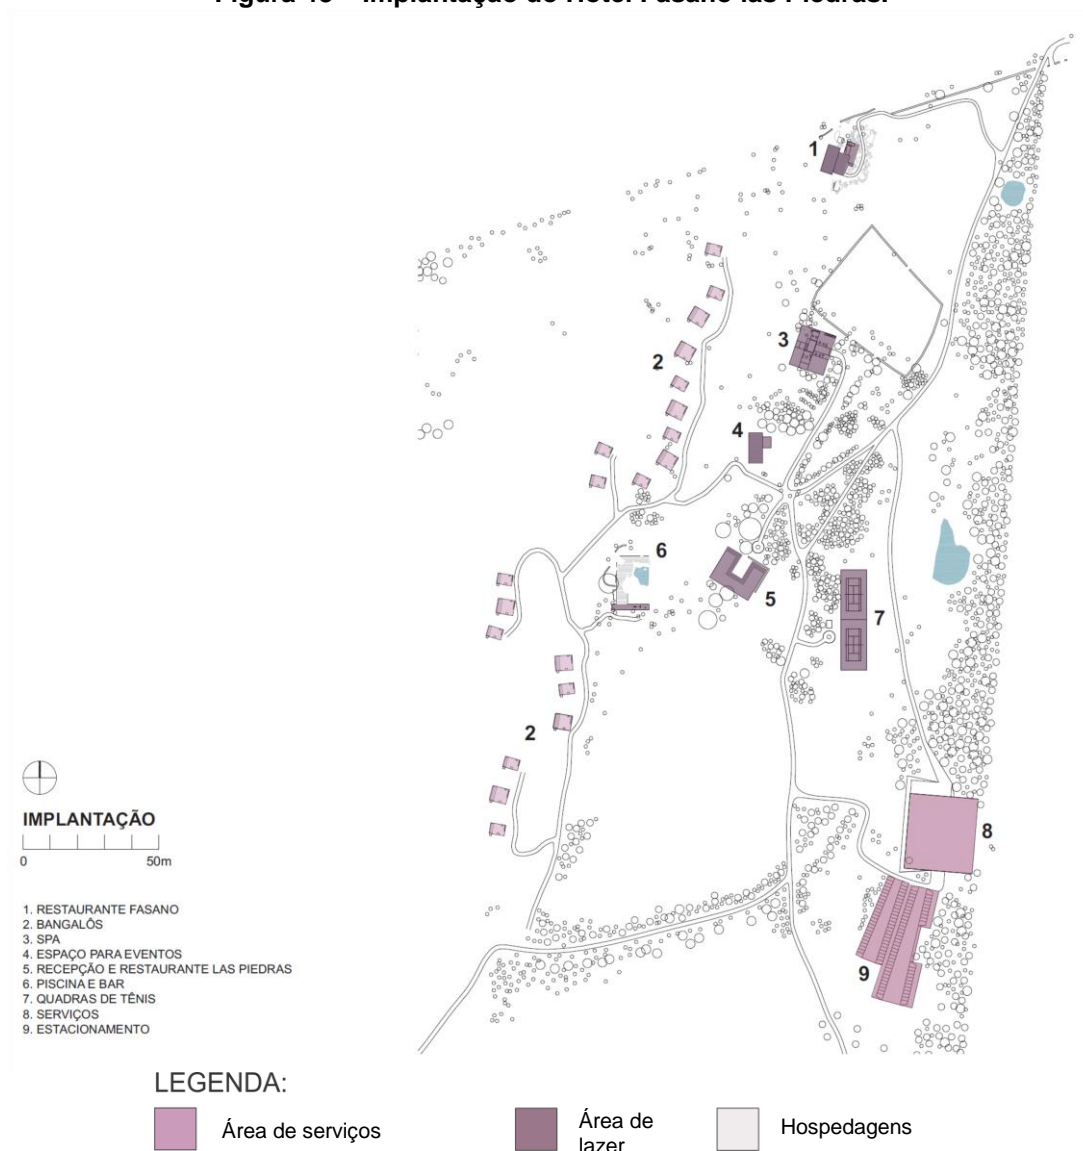 Figura 48 – Implantação do Hotel Fasano las Piedras.
1
2
3
4
5
6
7
2
8
9
IMPLANTAÇÃO
0 50m
1. RESTAURANTE FASANO
2. BANGALÔS
3. SPA
4. ESPAÇO PARA EVENTOS
5. RECEPÇÃO E RESTAURANTE LAS PIEDRAS
6. PISCINA E BAR
7. QUADRAS DE TÊNIS
8. SERVIÇOS
9. ESTACIONAMENTO
LEGENDA:
Área de serviços
Área de
lazer
Hospedagens